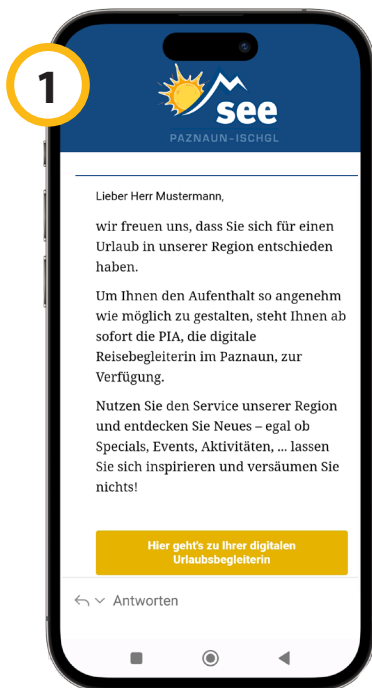 1
see
PAZNAUN-ISCHGL
Lieber Herr Mustermann,
wir freuen uns, dass Sie sich für einen
Urlaub in unserer Region entschieden
haben.
Um Ihnen den Aufenthalt so angenehm
wie möglich zu gestalten, steht Ihnen ab
sofort die PIA, die digitale
Reisebegleiterin im Paznaun, zur
Verfügung.
Nutzen Sie den Service unserer Region
und entdecken Sie Neues – egal ob
Specials, Events, Aktivitäten, ... lassen
Sie sich inspirieren und versäumen Sie
nichts!
Hier geht's zu Ihrer digitalen
Urlaubsbegleiterin
Antworten